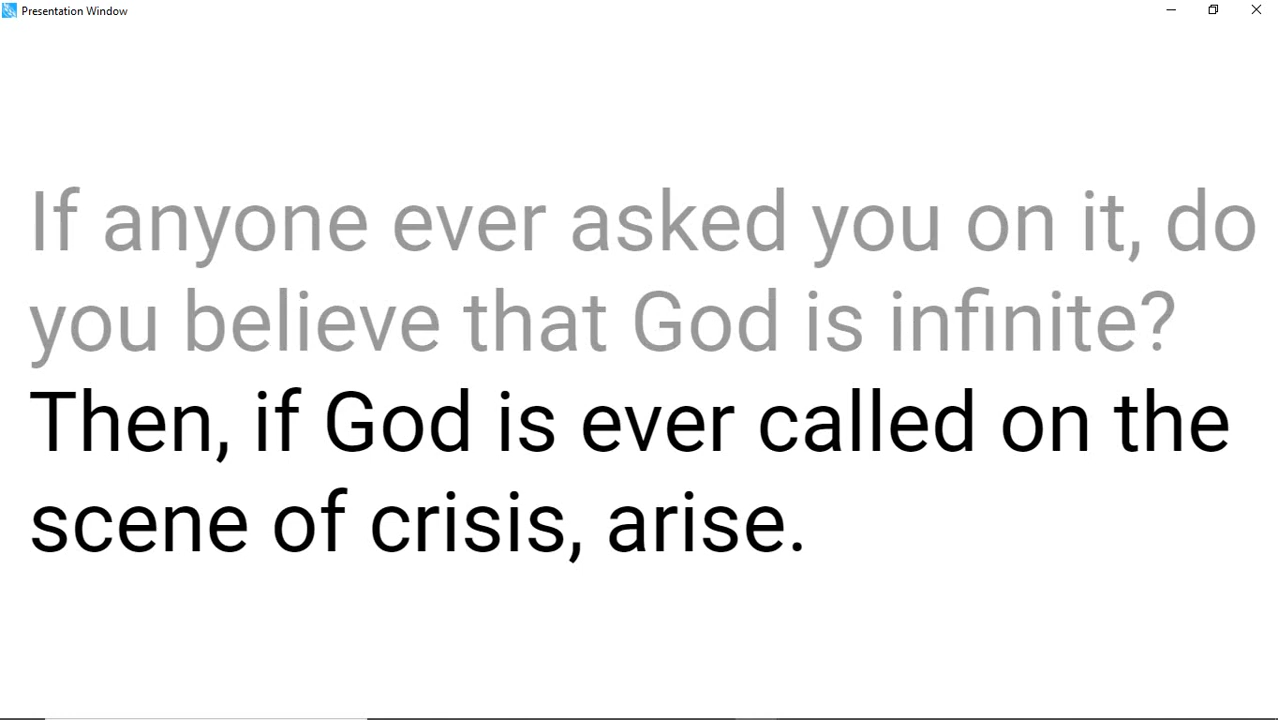 Presentation Window
If anyone ever asked you on it, do
you believe that God is infinite?
Then, if God is ever called on the
scene of crisis, arise.